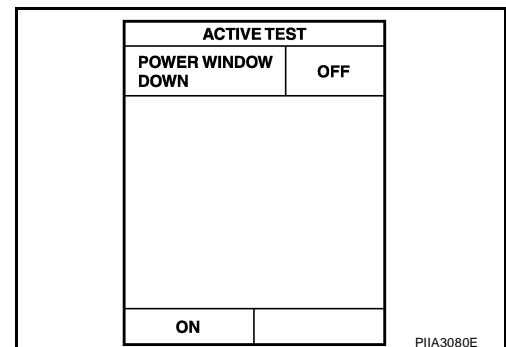 ACTIVE TEST
POWER WINDOW
DOWN
OFF
ON
PIIA3080E